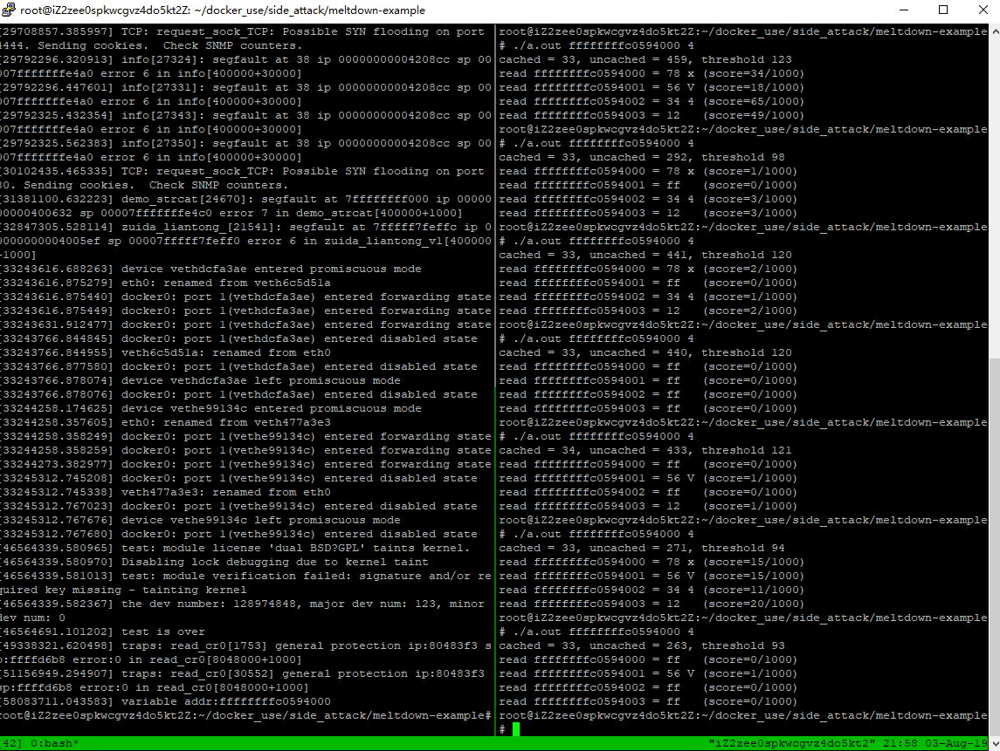 root@iZ2zee0spkwcgvz4do5kt2Z: ~/docker_use/side_attack/meltdown-example
[29708857.385997] TCP: request_sock_TCP: Possible SYN flooding on port
4444. Sending cookies.  Check SNMP counters.
[29792296.320913] info[27324]: segfault at 38 ip 00000000004208cc sp 00
007fffffffe4a0 error 6 in info[400000+30000]
[29792296.447601] info[27331]: segfault at 38 ip 00000000004208cc sp 00
007fffffffe4a0 error 6 in info[400000+30000]
[29792325.432354] info[27343]: segfault at 38 ip 00000000004208cc sp 00
007fffffffe4a0 error 6 in info[400000+30000]
[29792325.562383] info[27350]: segfault at 38 ip 00000000004208cc sp 00
007fffffffe4a0 error 6 in info[400000+30000]
[30102435.465335] TCP: request_sock_TCP: Possible SYN flooding on port
80. Sending cookies.  Check SNMP counters.
[31381100.632223] demo_strcat[24670]: segfault at 7ffffffff000 ip 00000
00000400632 sp 00007fffffffe4c0 error 7 in demo_strcat[400000+1000]
[32847305.528114] zuida_liantong_[21541]: segfault at 7fffff7feffc ip 0
0000000004005ef sp 00007fffff7feff0 error 6 in zuida_liantong_v1[400000
+1000]
[33243616.688263] device vethdcfa3ae entered promiscuous mode
[33243616.875279] eth0: renamed from veth6c5d51a
[33243616.875440] docker0: port 1(vethdcfa3ae) entered forwarding state
[33243616.875449] docker0: port 1(vethdcfa3ae) entered forwarding state
[33243631.912477] docker0: port 1(vethdcfa3ae) entered forwarding state
[33243766.844845] docker0: port 1(vethdcfa3ae) entered disabled state
[33243766.844955] veth6c5d51a: renamed from eth0
[33243766.877580] docker0: port 1(vethdcfa3ae) entered disabled state
[33243766.878074] device vethdcfa3ae left promiscuous mode
[33243766.878076] docker0: port 1(vethdcfa3ae) entered disabled state
[33244258.174625] device vethe99134c entered promiscuous mode
[33244258.357605] eth0: renamed from veth477a3e3
[33244258.358249] docker0: port 1(vethe99134c) entered forwarding state
[33244258.358259] docker0: port 1(vethe99134c) entered forwarding state
[33244273.382977] docker0: port 1(vethe99134c) entered forwarding state
[33245312.745208] docker0: port 1(vethe99134c) entered disabled state
[33245312.745338] veth477a3e3: renamed from eth0
[33245312.767023] docker0: port 1(vethe99134c) entered disabled state
[33245312.767676] device vethe99134c left promiscuous mode
[33245312.767680] docker0: port 1(vethe99134c) entered disabled state
[46564339.580965] test: module license 'dual BSD?GPL' taints kernel.
[46564339.580970] Disabling lock debugging due to kernel taint
[46564339.581013] test: module verification failed: signature and/or re
quired key missing - tainting kernel
[46564339.582367] the dev number: 128974848, major dev num: 123, minor
dev num: 0
[46564691.101202] test is over
[49338321.620498] traps: read_cr0[1753] general protection ip:80483f3 s
p:ffffd6b8 error:0 in read_cr0[8048000+1000]
[51156949.294907] traps: read_cr0[30552] general protection ip:80483f3
sp:ffffd6b8 error:0 in read_cr0[8048000+1000]
[58083711.043583] variable addr:ffffffffc0594000
root@iZ2zee0spkwcgvz4do5kt2Z:~/docker_use/side_attack/meltdown-example#
root@iZ2zee0spkwcgvz4do5kt2Z:~/docker_use/side_attack/meltdown-example
# ./a.out ffffffffc0594000 4
cached = 33, uncached = 459, threshold 123
read ffffffffc0594000 = 78 x (score=34/1000)
read ffffffffc0594001 = 56 V (score=18/1000)
read ffffffffc0594002 = 34 4 (score=65/1000)
read ffffffffc0594003 = 12   (score=49/1000)
root@iZ2zee0spkwcgvz4do5kt2Z:~/docker_use/side_attack/meltdown-example
# ./a.out ffffffffc0594000 4
cached = 33, uncached = 292, threshold 98
read ffffffffc0594000 = 78 x (score=1/1000)
read ffffffffc0594001 = ff   (score=0/1000)
read ffffffffc0594002 = 34 4 (score=3/1000)
read ffffffffc0594003 = 12   (score=3/1000)
root@iZ2zee0spkwcgvz4do5kt2Z:~/docker_use/side_attack/meltdown-example
# ./a.out ffffffffc0594000 4
cached = 33, uncached = 441, threshold 120
read ffffffffc0594000 = 78 x (score=2/1000)
read ffffffffc0594001 = ff   (score=0/1000)
read ffffffffc0594002 = 34 4 (score=1/1000)
read ffffffffc0594003 = 12   (score=2/1000)
root@iZ2zee0spkwcgvz4do5kt2Z:~/docker_use/side_attack/meltdown-example
# ./a.out ffffffffc0594000 4
cached = 33, uncached = 440, threshold 120
read ffffffffc0594000 = ff   (score=0/1000)
read ffffffffc0594001 = ff   (score=0/1000)
read ffffffffc0594002 = ff   (score=0/1000)
read ffffffffc0594003 = ff   (score=0/1000)
root@iZ2zee0spkwcgvz4do5kt2Z:~/docker_use/side_attack/meltdown-example
# ./a.out ffffffffc0594000 4
cached = 34, uncached = 433, threshold 121
read ffffffffc0594000 = ff   (score=0/1000)
read ffffffffc0594001 = 56 V (score=1/1000)
read ffffffffc0594002 = ff   (score=0/1000)
read ffffffffc0594003 = 12   (score=1/1000)
root@iZ2zee0spkwcgvz4do5kt2Z:~/docker_use/side_attack/meltdown-example
# ./a.out ffffffffc0594000 4
cached = 33, uncached = 271, threshold 94
read ffffffffc0594000 = 78 x (score=15/1000)
read ffffffffc0594001 = 56 V (score=15/1000)
read ffffffffc0594002 = 34 4 (score=11/1000)
read ffffffffc0594003 = 12   (score=20/1000)
root@iZ2zee0spkwcgvz4do5kt2Z:~/docker_use/side_attack/meltdown-example
# ./a.out ffffffffc0594000 4
cached = 33, uncached = 263, threshold 93
read ffffffffc0594000 = ff   (score=0/1000)
read ffffffffc0594001 = 56 V (score=1/1000)
read ffffffffc0594002 = ff   (score=0/1000)
read ffffffffc0594003 = ff   (score=0/1000)
root@iZ2zee0spkwcgvz4do5kt2Z:~/docker_use/side_attack/meltdown-example
#
[42] 0:bash* "iZ2zee0spkwcgvz4do5kt2" 21:58 03-Aug-19